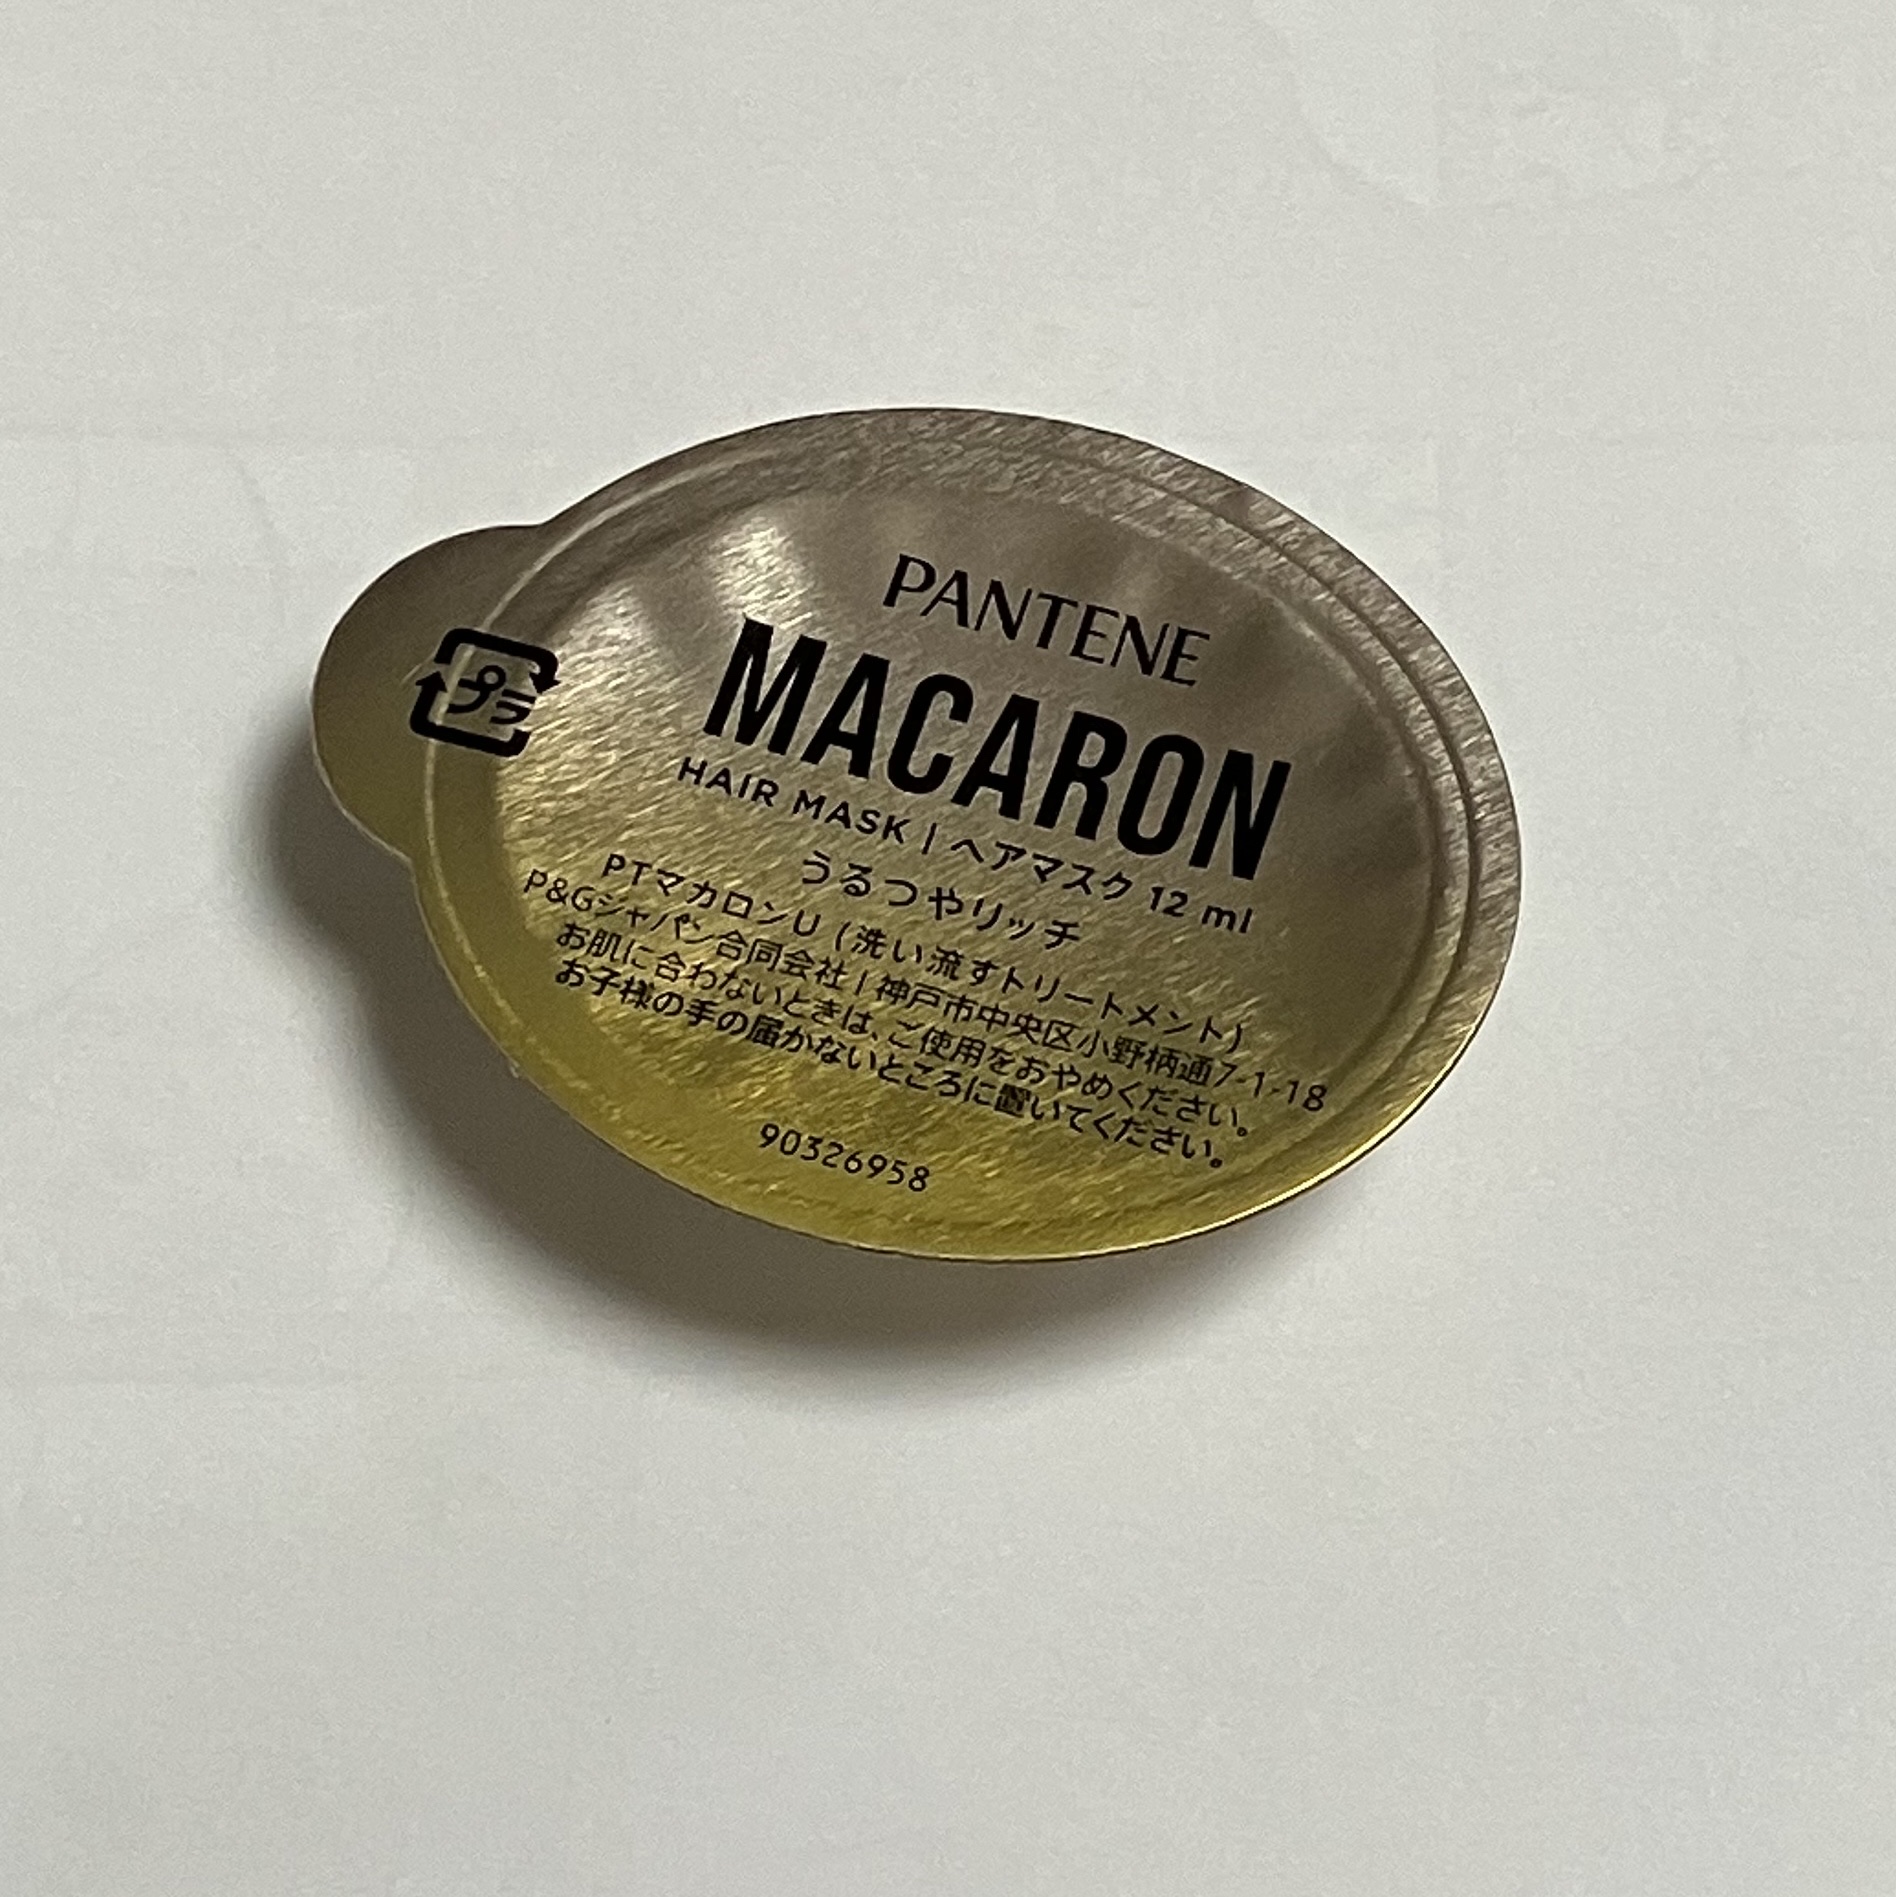 PANTENE
MACARON
HAIR MASK | ヘアマスク 12 ml
うるつやリッチ
PTマカロンU (洗い流すトリートメント)
P&Gジャパン合同会社 | 神戸市中央区小野柄通7-1-18
お肌に合わないときは、ご使用をおやめください。
お子様の手の届かないところに置いてください。
90326958
プラ